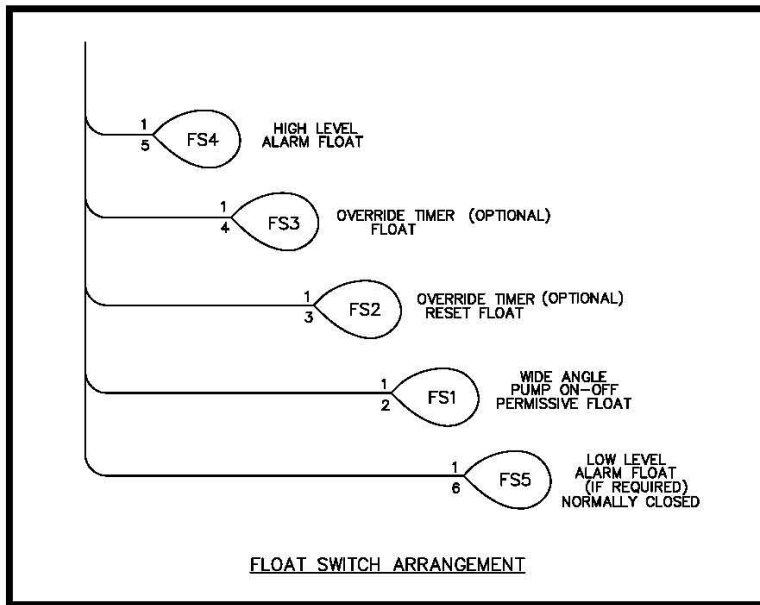 1
5
FS4
HIGH LEVEL
ALARM FLOAT
1
4
FS3
OVERRIDE TIMER (OPTIONAL)
FLOAT
1
3
FS2
OVERRIDE TIMER (OPTIONAL)
RESET FLOAT
1
2
FS1
WIDE ANGLE
PUMP ON-OFF
PERMISSIVE FLOAT
1
6
FS5
LOW LEVEL
ALARM FLOAT
(IF REQUIRED)
NORMALLY CLOSED
FLOAT SWITCH ARRANGEMENT